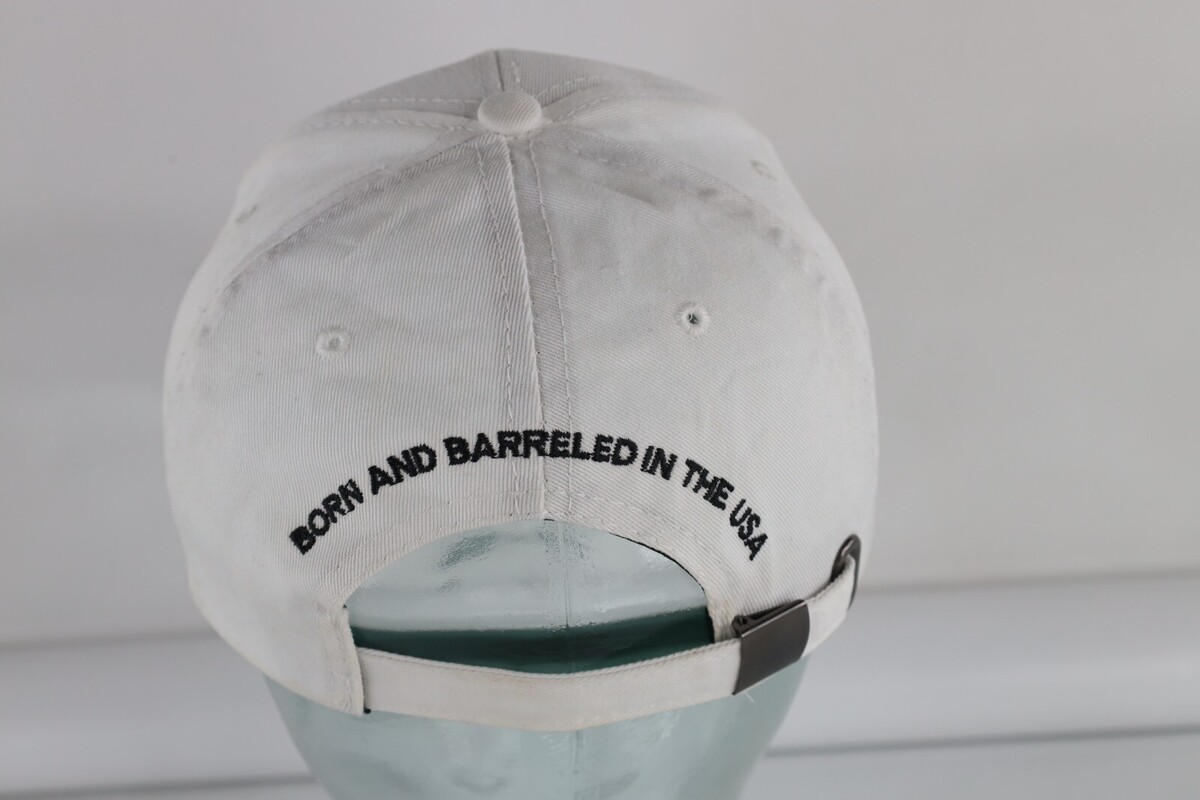 BORN AND BARRELED IN THE USA